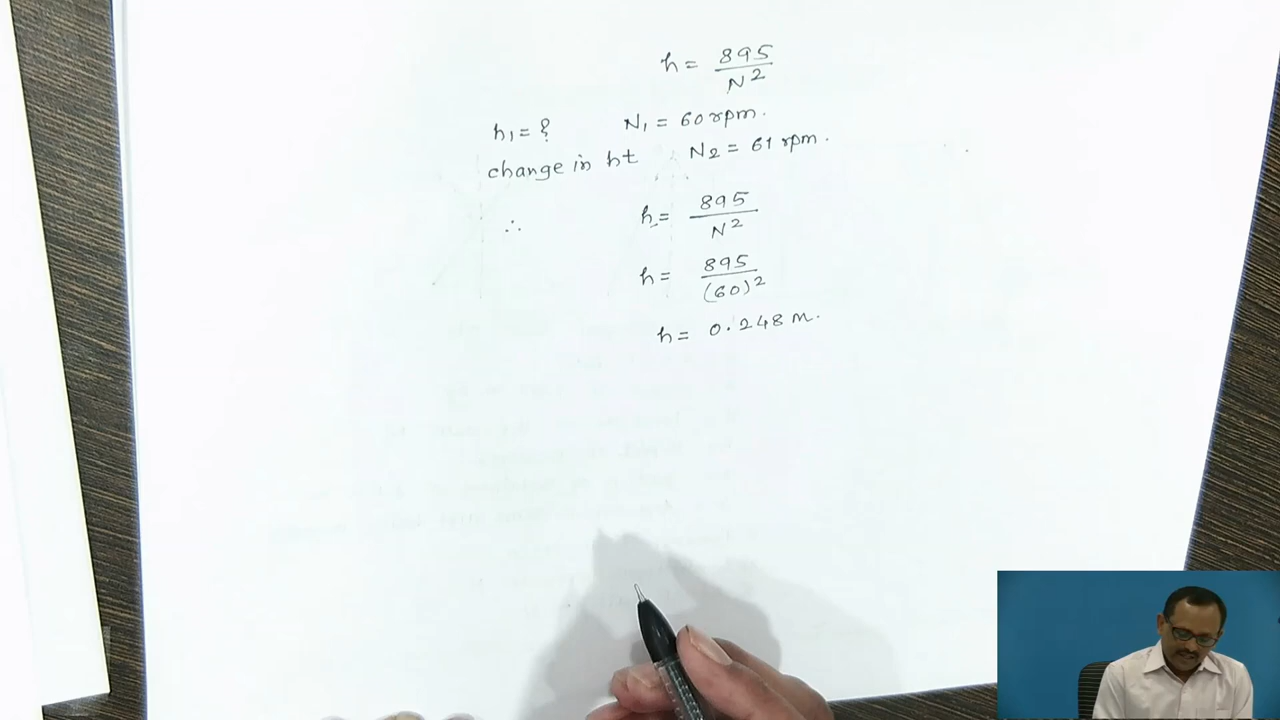 h = 895/N²
h₁ = ? N₁ = 60 rpm.
change in ht N₂ = 61 rpm.
∴ h = 895/N²
h = 895/(60)²
h = 0.248 m.